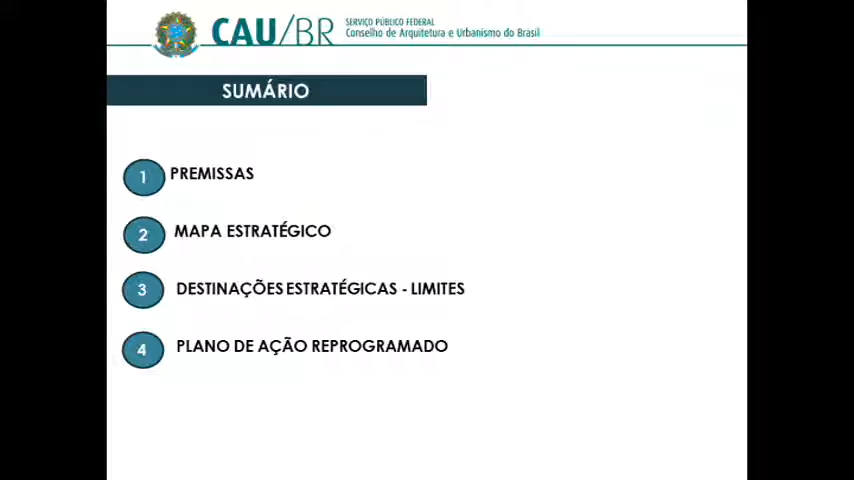 CAU/BR
SERVIÇO PÚBLICO FEDERAL
Conselho de Arquitetura e Urbanismo do Brasil
SUMÁRIO
1 PREMISSAS
2 MAPA ESTRATÉGICO
3 DESTINAÇÕES ESTRATÉGICAS - LIMITES
4 PLANO DE AÇÃO REPROGRAMADO